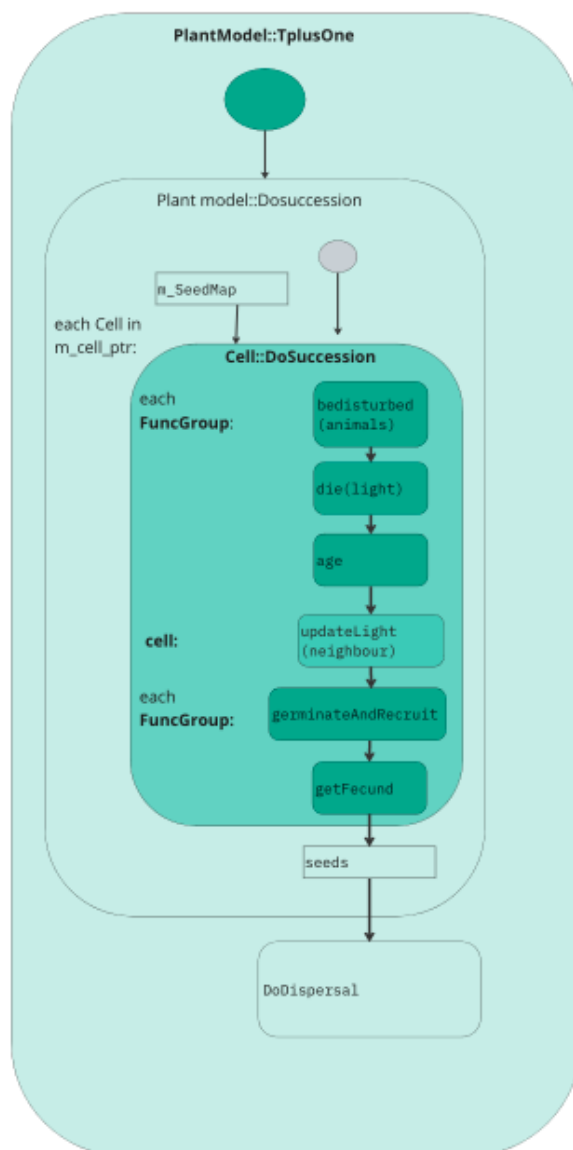 PlantModel::TplusOne
Plant model::Dosuccession
m_SeedMap
each Cell in
m_cell_ptr:
Cell::DoSuccession
each
FuncGroup:
bedisturbed
(animals)
die(light)
age
cell:
updateLight
(neighbour)
each
FuncGroup:
germinateAndRecruit
getFecund
seeds
DoDispersal